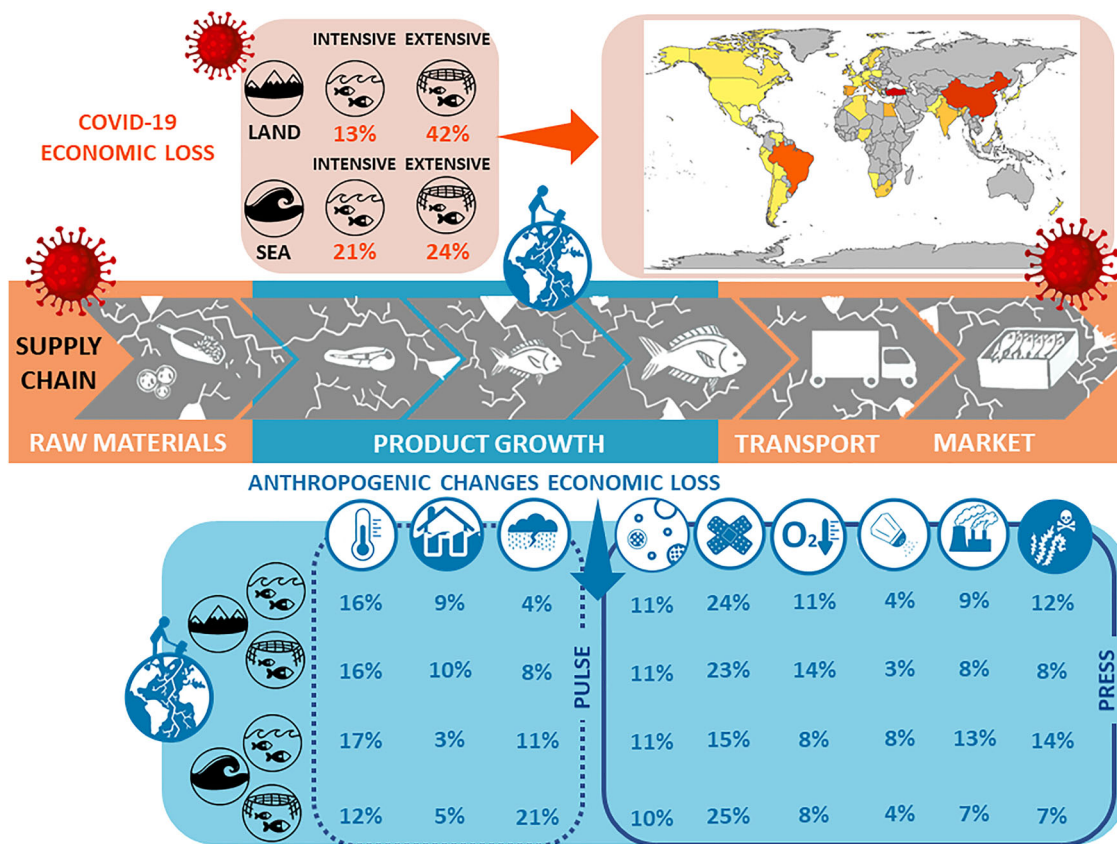 INTENSIVE EXTENSIVE
COVID-19
ECONOMIC LOSS
LAND 13% 42%
INTENSIVE EXTENSIVE
SEA 21% 24%
SUPPLY
CHAIN
RAW MATERIALS PRODUCT GROWTH TRANSPORT MARKET
ANTHROPOGENIC CHANGES ECONOMIC LOSS
O2
16% 9% 4% 11% 24% 11% 4% 9% 12%
16% 10% 8% 11% 23% 14% 3% 8% 8%
PULSE
PRESS
17% 3% 11% 11% 15% 8% 8% 13% 14%
12% 5% 21% 10% 25% 8% 4% 7% 7%